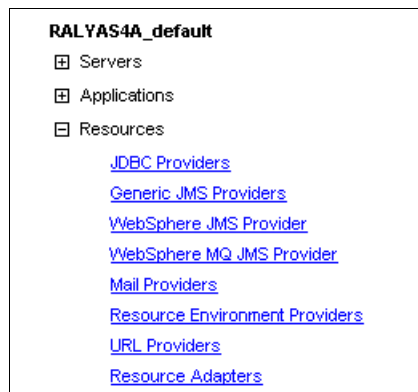 RALYAS4A_default
Servers
Applications
Resources
JDBC Providers
Generic JMS Providers
WebSphere JMS Provider
WebSphere MQ JMS Provider
Mail Providers
Resource Environment Providers
URL Providers
Resource Adapters